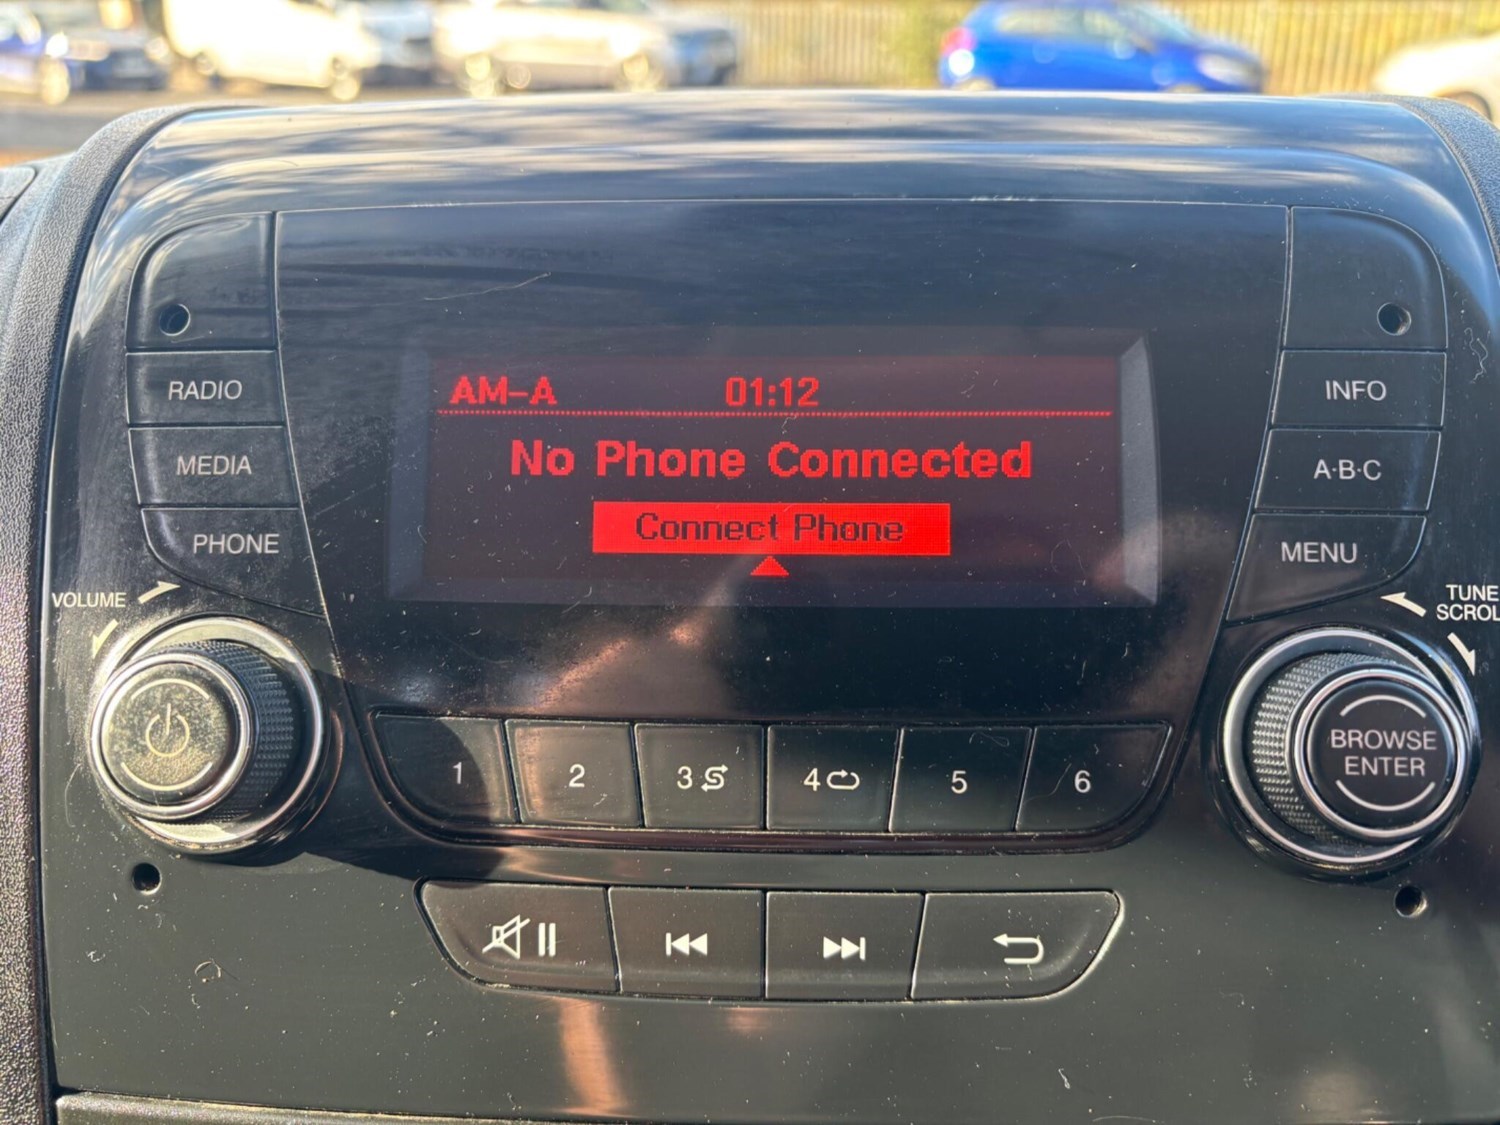 AM-A 01:12
No Phone Connected
Connect Phone
RADIO
MEDIA
PHONE
VOLUME
INFO
A·B·C
MENU
TUNE
SCROL
BROWSE
ENTER
1 2 3 4 5 6